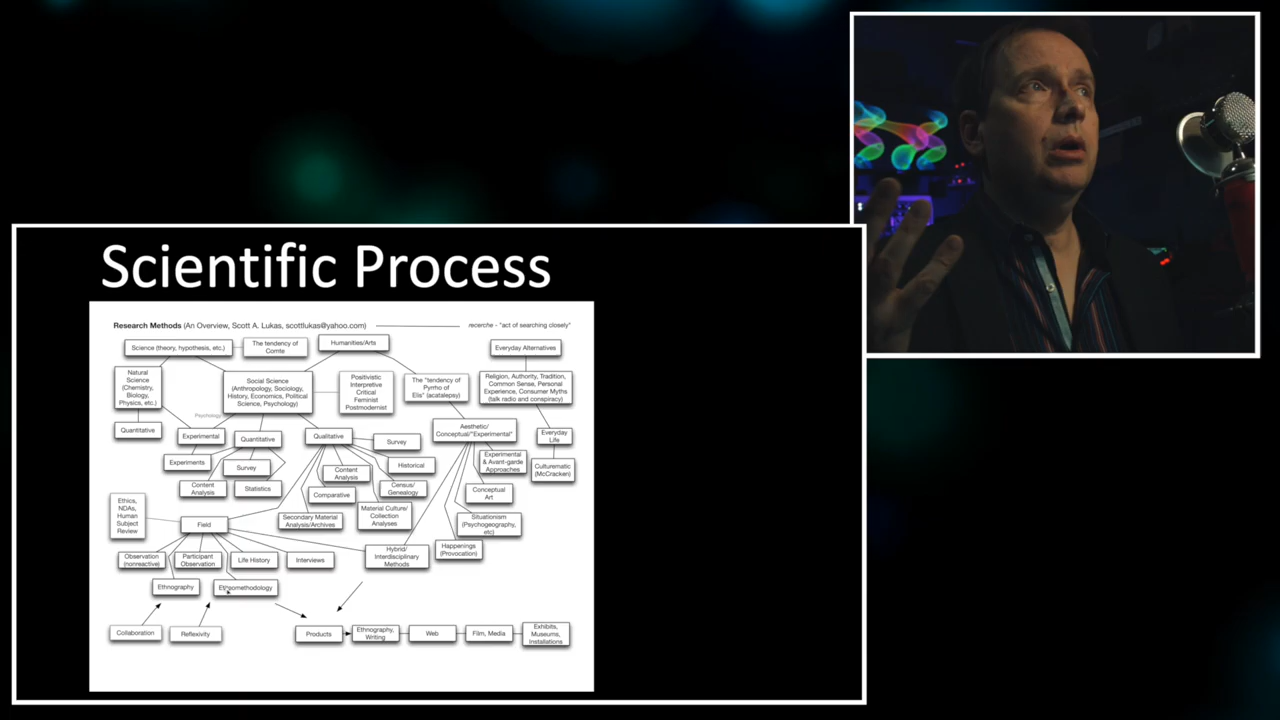 Scientific Process
Research Methods (An Overview, Scott A. Lukas, scottlukas@yahoo.com)
recerche - "act of searching closely"
Science (theory, hypothesis, etc.)
The tendency of
Comte
Humanities/Arts
Everyday Alternatives
Natural
Science
(Chemistry,
Biology,
Physics, etc.)
Social Science
(Anthropology, Sociology,
History, Economics, Political
Science, Psychology)
Positivistic
Interpretive
Critical
Feminist
Postmodernist
The "tendency of
Pyrrho of
Elis" (acatalepsy)
Religion, Authority, Tradition,
Common Sense, Personal
Experience, Consumer Myths
(talk radio and conspiracy)
Psychology
Quantitative
Experimental
Quantitative
Qualitative
Survey
Aesthetic/
Conceptual/"Experimental"
Everyday
Life
Experiments
Survey
Content
Analysis
Historical
Experimental
& Avant-garde
Approaches
Culturematic
(McCracken)
Content
Analysis
Statistics
Comparative
Census/
Genealogy
Conceptual
Art
Ethics,
NDAs,
Human
Subject
Review
Field
Secondary Material
Analysis/Archives
Material Culture/
Collection
Analyses
Situationism
(Psychogeography,
etc)
Observation
(nonreactive)
Participant
Observation
Life History
Interviews
Hybrid/
Interdisciplinary
Methods
Happenings
(Provocation)
Ethnography
Ethnomethodology
Collaboration
Reflexivity
Products
Ethnography,
Writing
Web
Film, Media
Exhibits,
Museums,
Installations